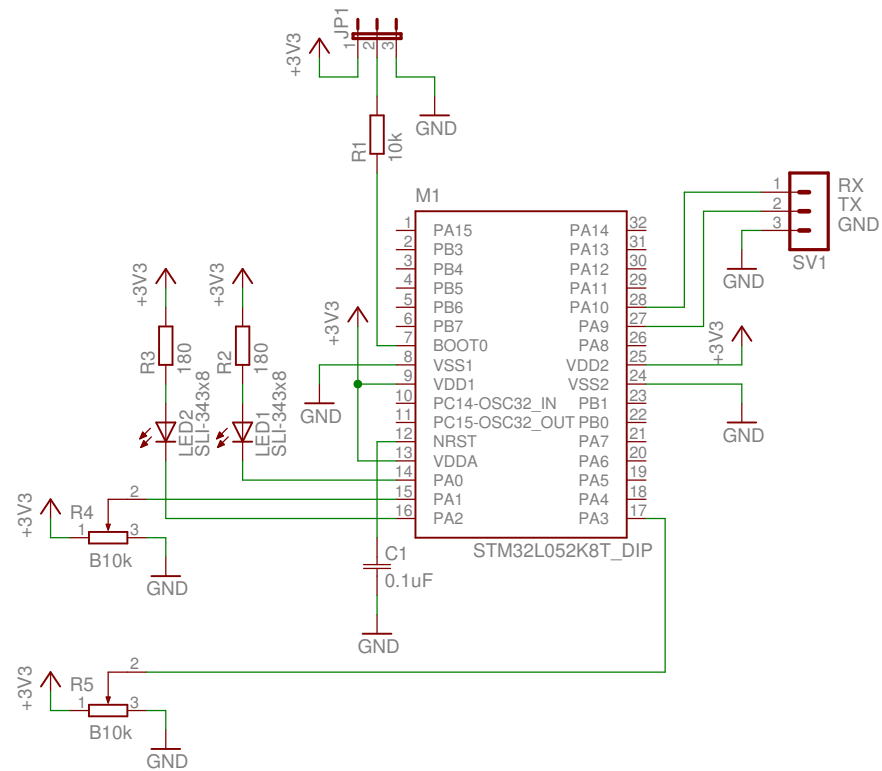 JP1
+3V3
1
2
3
GND
R1
10k
M1
1 PA15 PA14 32
2 PB3 PA13 31
3 PB4 PA12 30
4 PB5 PA11 29
5 PB6 PA10 28
6 PB7 PA9 27
7 BOOT0 PA8 26
8 VSS1 VDD2 25
9 VDD1 VSS2 24
10 PC14-OSC32_IN PB1 23
11 PC15-OSC32_OUT PB0 22
12 NRST PA7 21
13 VDDA PA6 20
14 PA0 PA5 19
15 PA1 PA4 18
16 PA2 PA3 17
STM32L052K8T_DIP
1 RX
2 TX
3 GND
SV1
GND
+3V3
GND
+3V3
+3V3
+3V3
R3
180
R2
180
LED2
SLI-343x8
LED1
SLI-343x8
GND
+3V3
R4
1
2
3
B10k
GND
C1
0.1uF
GND
+3V3
R5
1
2
3
B10k
GND